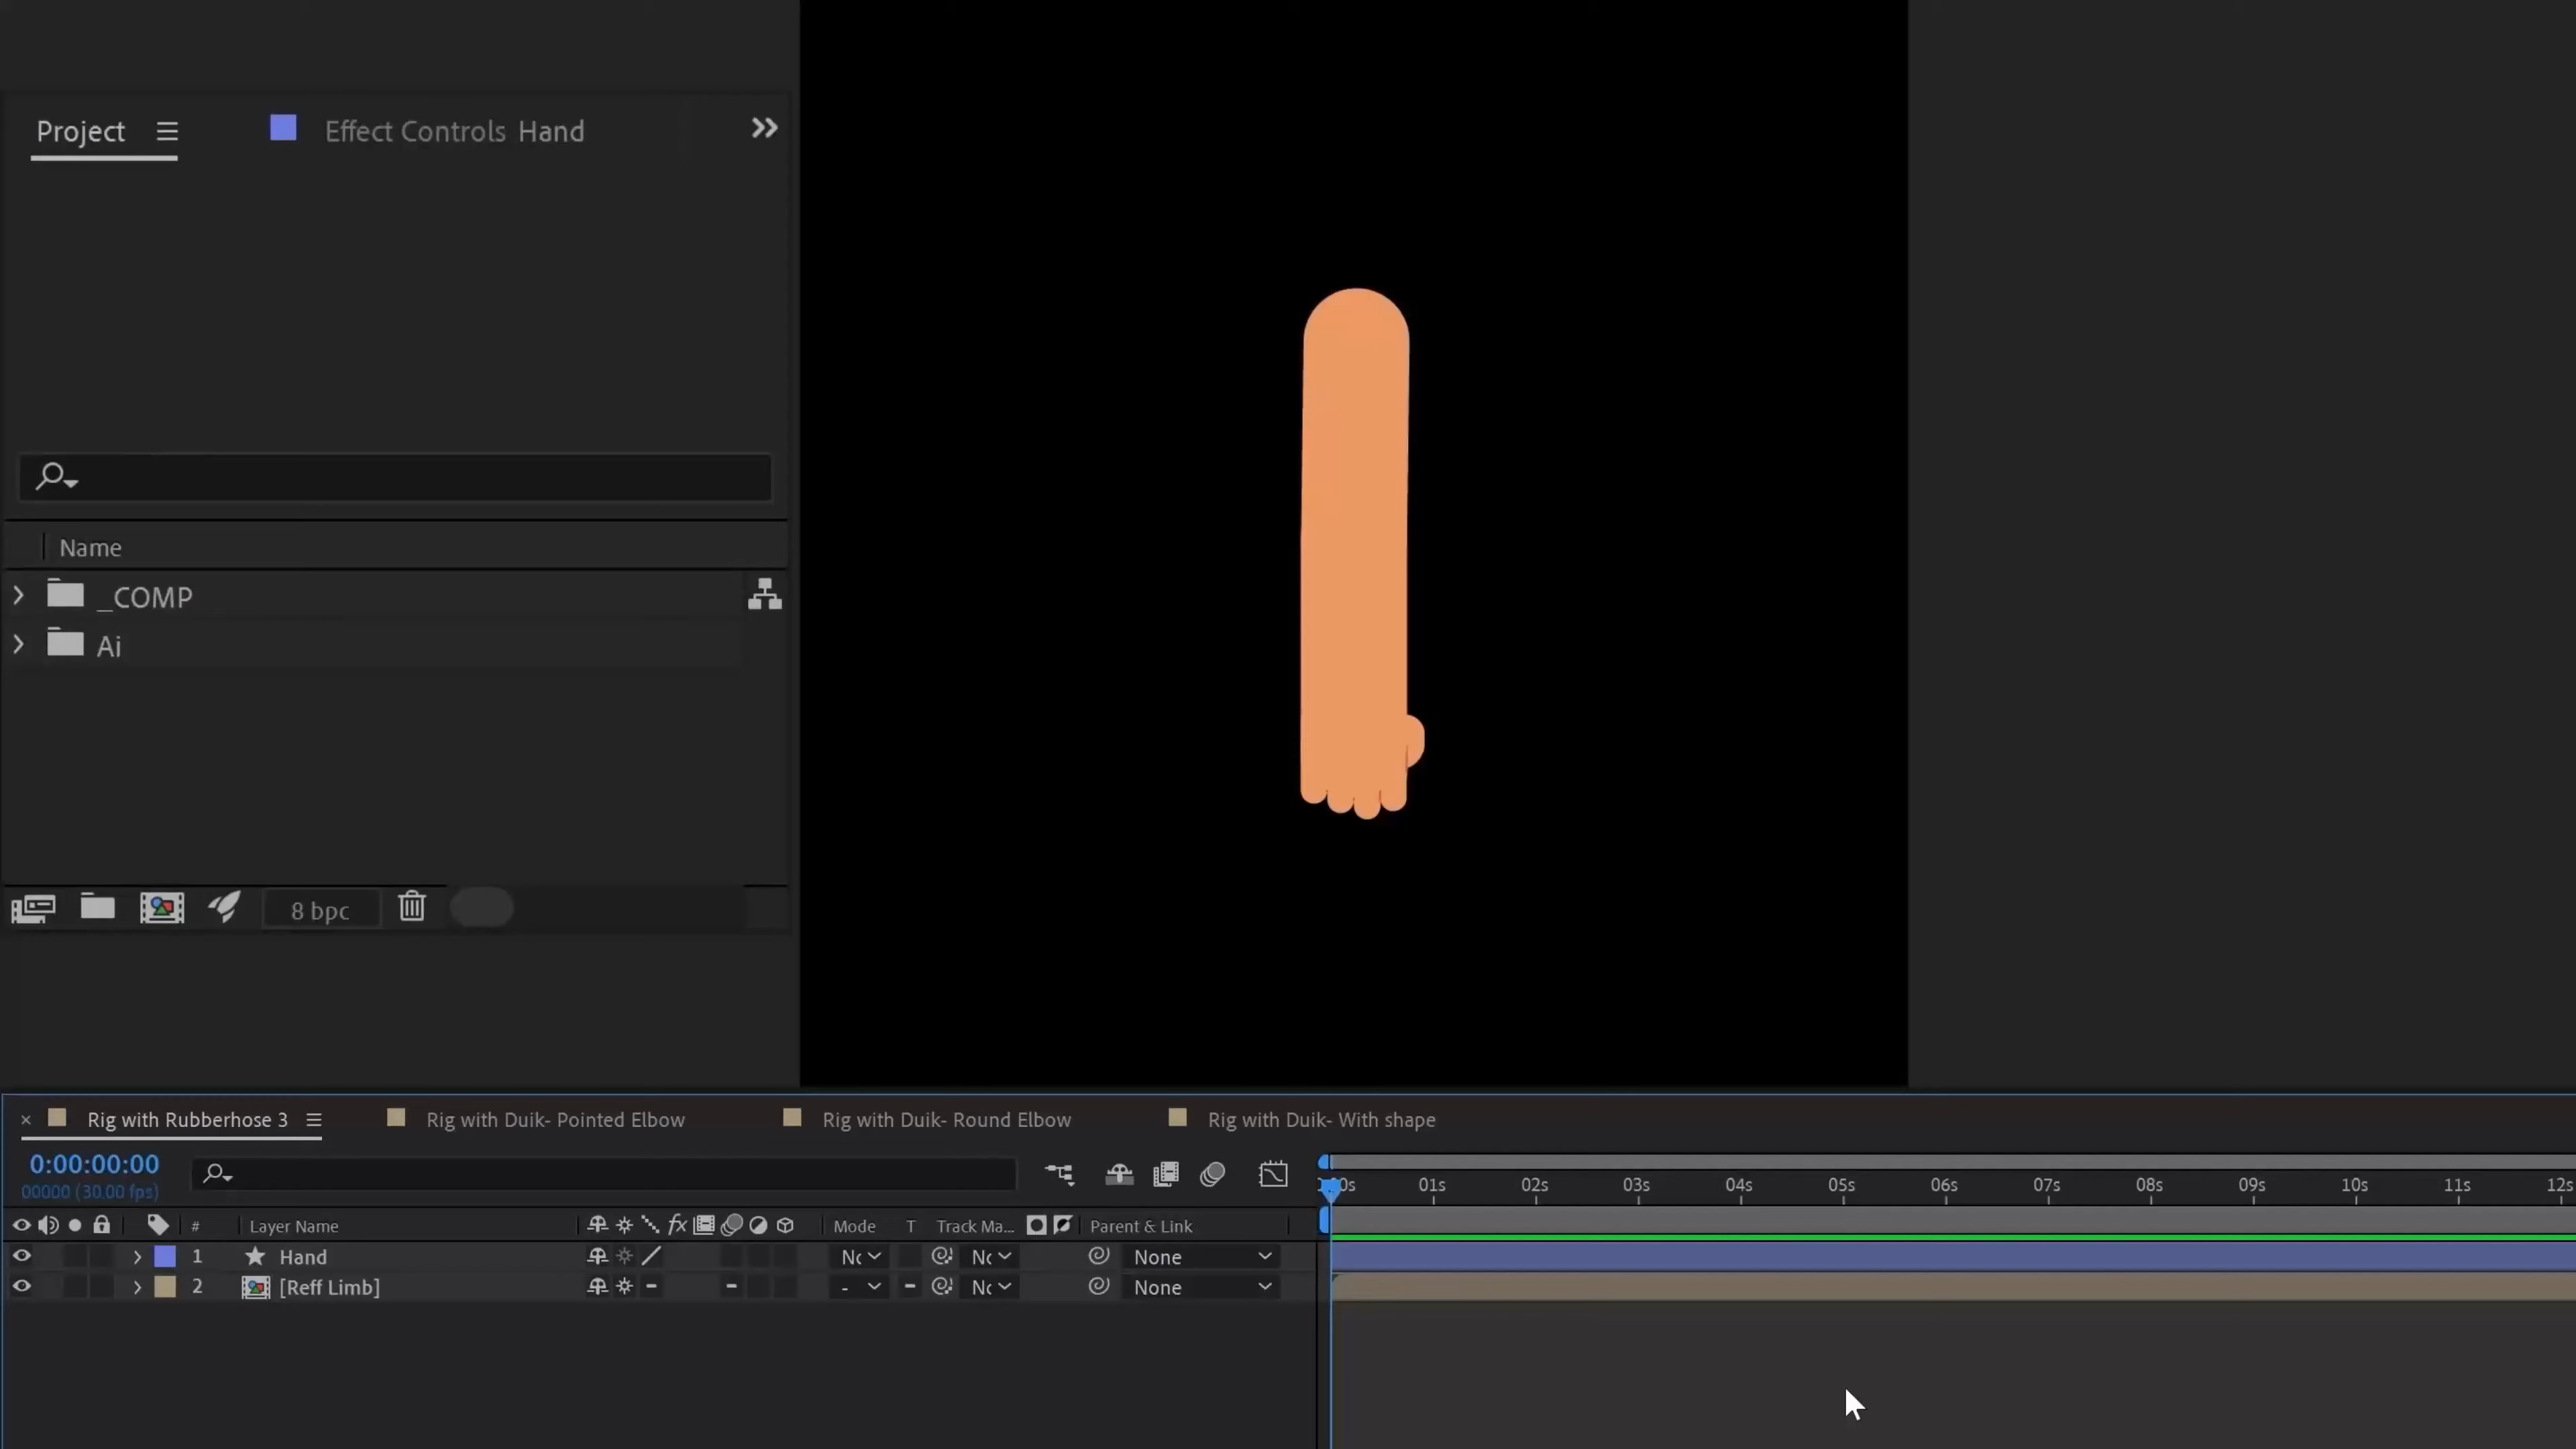 Project
Effect Controls Hand
Name
_COMP
Ai
8 bpc
Rig with Rubberhose 3
Rig with Duik- Pointed Elbow
Rig with Duik- Round Elbow
Rig with Duik- With shape
0:00:00:00
00000 (30.00 fps)
01s 02s 03s 04s 05s 06s 07s 08s 09s 10s 11s 12s
# Layer Name fx Mode T Track Ma... Parent & Link
1 Hand None
2 [Reff Limb] - - - - None